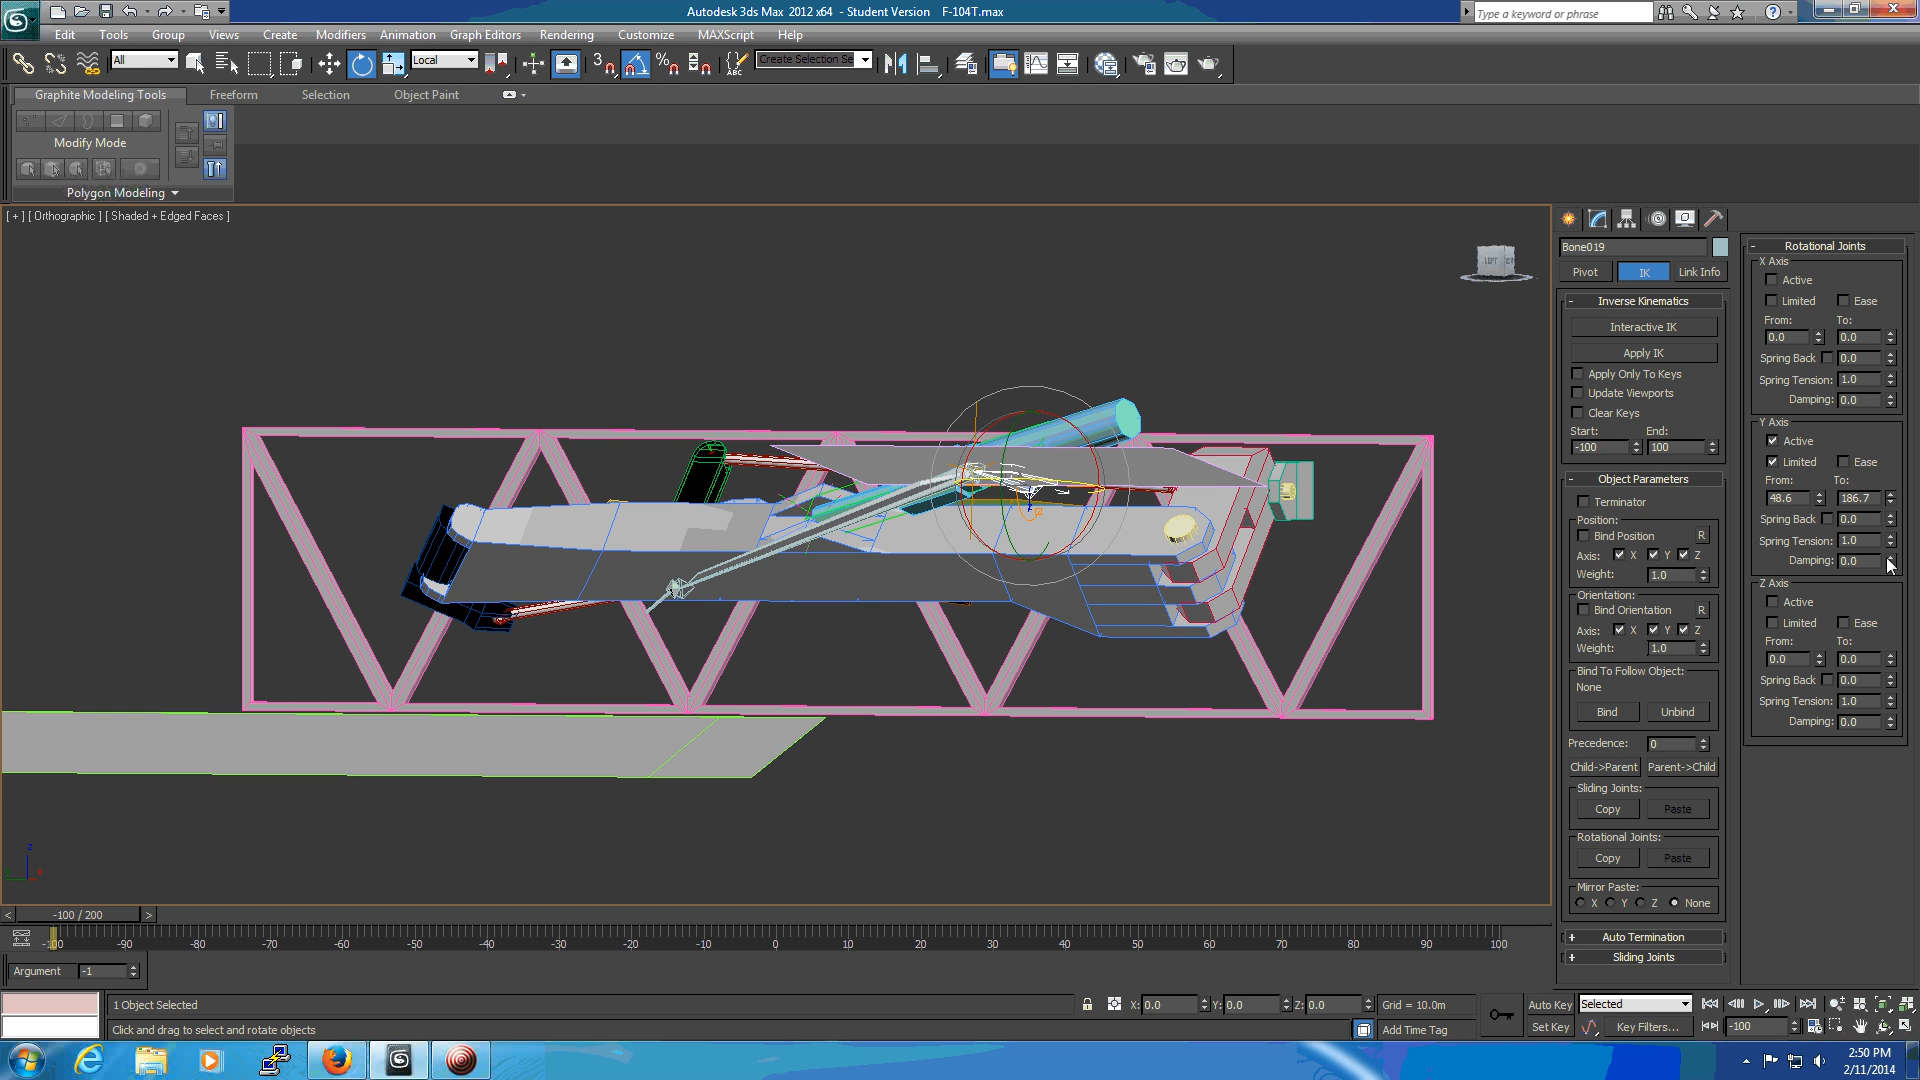 Autodesk 3ds Max 2012 x64 - Student Version F-104T.max
Type a keyword or phrase
Edit Tools Group Views Create Modifiers Animation Graph Editors Rendering Customize MAXScript Help
All Local Create Selection Se
Graphite Modeling Tools Freeform Selection Object Paint
Modify Mode
Polygon Modeling
[ + ] [ Orthographic ] [ Shaded + Edged Faces ]
LEFT
Bone019
Pivot IK Link Info
Inverse Kinematics
Interactive IK
Apply IK
Apply Only To Keys
Update Viewports
Clear Keys
Start: End:
-100 100
Object Parameters
Terminator
Position:
Bind Position R
Axis: X Y Z
Weight: 1.0
Orientation:
Bind Orientation R
Axis: X Y Z
Weight: 1.0
Bind To Follow Object:
None
Bind Unbind
Precedence: 0
Child->Parent Parent->Child
Sliding Joints:
Copy Paste
Rotational Joints:
Copy Paste
Mirror Paste:
X Y Z None
Auto Termination
Sliding Joints
Rotational Joints
X Axis
Active
Limited Ease
From: To:
0.0 0.0
Spring Back 0.0
Spring Tension: 1.0
Damping: 0.0
Y Axis
Active
Limited Ease
From: To:
48.6 186.7
Spring Back 0.0
Spring Tension: 1.0
Damping: 0.0
Z Axis
Active
Limited Ease
From: To:
0.0 0.0
Spring Back 0.0
Spring Tension: 1.0
Damping: 0.0
< -100 / 200 >
-100 -90 -80 -70 -60 -50 -40 -30 -20 -10 0 10 20 30 40 50 60 70 80 90 100
Argument -1
1 Object Selected X: 0.0 Y: 0.0 Z: 0.0 Grid = 10.0m Auto Key Selected
Click and drag to select and rotate objects Add Time Tag Set Key Key Filters... -100
2:50 PM
2/11/2014